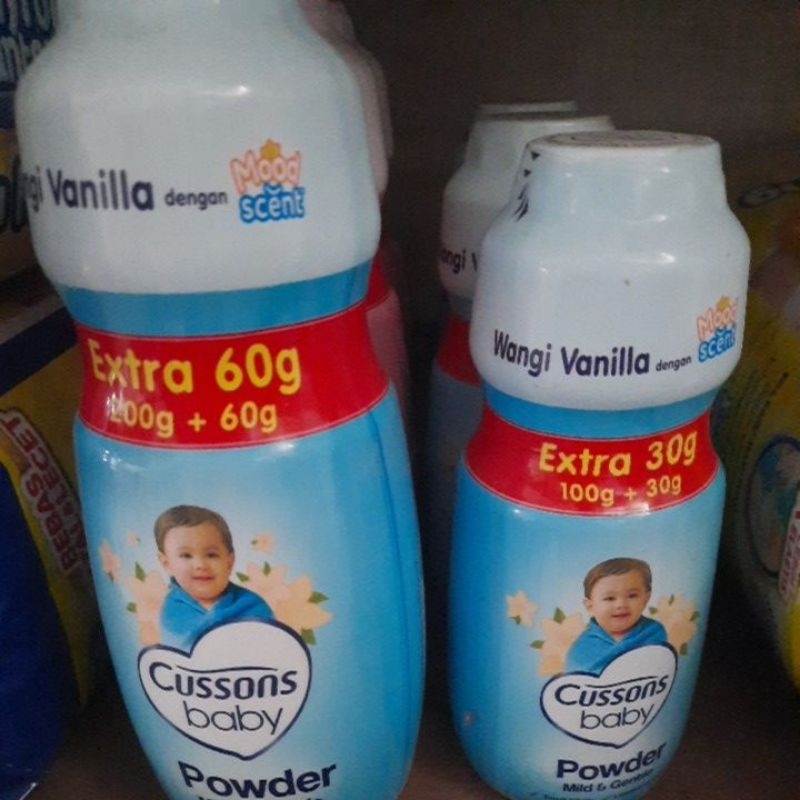 Vanilla dengan Mood scent
Extra 60g
200g + 60g
Cussons
baby
Powder
Wangi Vanilla dengan Mood scent
Extra 30g
100g + 30g
Cussons
baby
Powder
Mild & Gentle
BEBAS